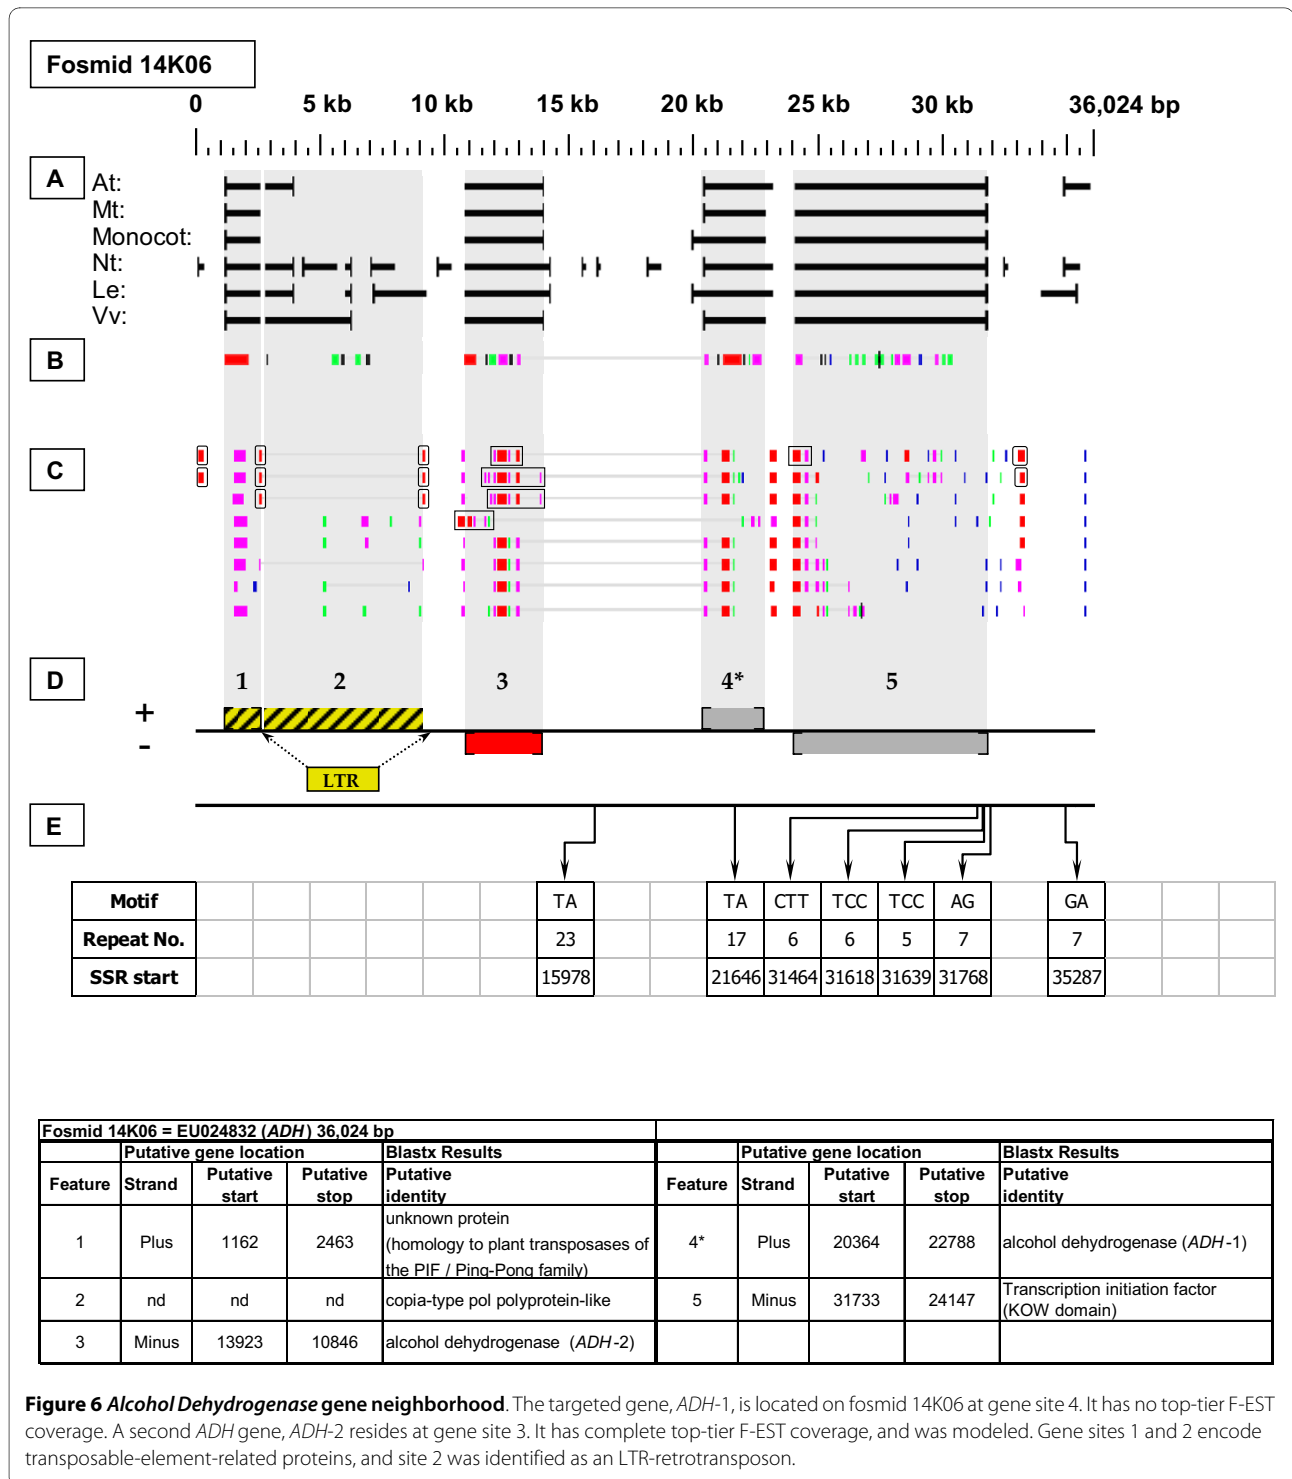 Fosmid 14K06
0 5 kb 10 kb 15 kb 20 kb 25 kb 30 kb 36,024 bp
A
At:
Mt:
Monocot:
Nt:
Le:
Vv:
B
C
D
1 2 3 4* 5
+
-
LTR
E
Motif TA TA CTT TCC TCC AG GA
Repeat No. 23 17 6 6 5 7 7
SSR start 15978 21646 31464 31618 31639 31768 35287
Fosmid 14K06 = EU024832 (ADH) 36,024 bp
Putative gene location Blastx Results Putative gene location Blastx Results
Feature Strand Putative start Putative stop Putative identity Feature Strand Putative start Putative stop Putative identity
1 Plus 1162 2463 unknown protein (homology to plant transposases of the PIF / Ping-Pong family) 4* Plus 20364 22788 alcohol dehydrogenase (ADH-1)
2 nd nd nd copia-type pol polyprotein-like 5 Minus 31733 24147 Transcription initiation factor (KOW domain)
3 Minus 13923 10846 alcohol dehydrogenase (ADH-2)
Figure 6 Alcohol Dehydrogenase gene neighborhood. The targeted gene, ADH-1, is located on fosmid 14K06 at gene site 4. It has no top-tier F-EST
coverage. A second ADH gene, ADH-2 resides at gene site 3. It has complete top-tier F-EST coverage, and was modeled. Gene sites 1 and 2 encode
transposable-element-related proteins, and site 2 was identified as an LTR-retrotransposon.